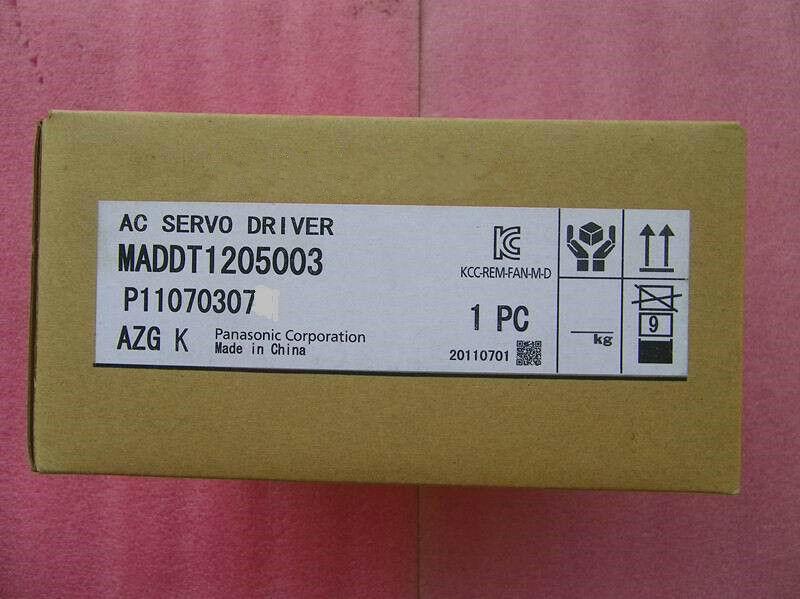 AC SERVO DRIVER
MADDT1205003
P11070307
AZG K
Panasonic Corporation
Made in China
KC
KCC-REM-FAN-M-D
1 PC
20110701
kg
9